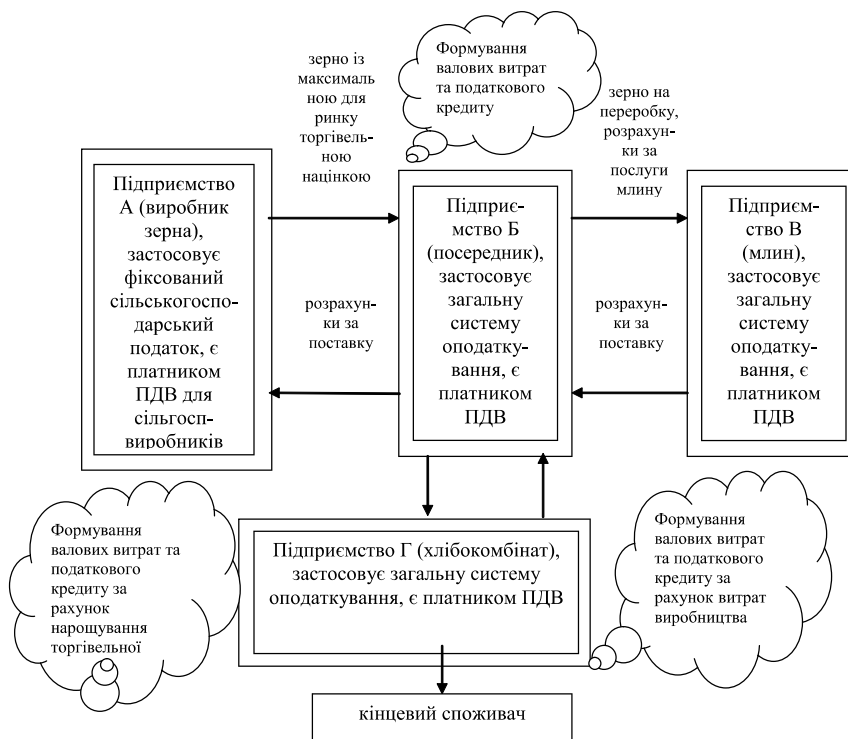 зерно із
максималь
ною для
ринку
торгівель-
ною
націнкою
Формування
валових витрат
та податкового
кредиту
зерно на
переробку,
розрахун-
ки за
послуги
млину
Підприємство
А (виробник
зерна),
застосовує
фіксований
сільськогоспо-
дарський
податок, є
платником
ПДВ для
сільгосп-
виробників
розрахун-
ки за
поставку
Підприє-
мство Б
(посередник),
застосовує
загальну
систему
оподатку-
вання, є
платником
ПДВ
розрахун-
ки за
поставку
Підприєм-
ство В
(млин),
застосовує
загальну
систему
оподатку-
вання, є
платником
ПДВ
Формування
валових витрат та
податкового
кредиту за
рахунок
нарощування
торгівельної
Підприємство Г (хлібокомбінат),
застосовує загальну систему
оподаткування, є платником ПДВ
Формування
валових витрат
та податкового
кредиту за
рахунок витрат
виробництва
кінцевий споживач